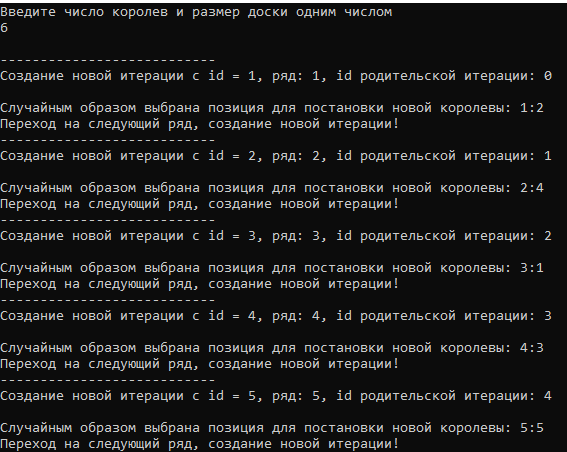 Введите число королев и размер доски одним числом
6
---------------------------
Создание новой итерации с id = 1, ряд: 1, id родительской итерации: 0
Случайным образом выбрана позиция для постановки новой королевы: 1:2
Переход на следующий ряд, создание новой итерации!
---------------------------
Создание новой итерации с id = 2, ряд: 2, id родительской итерации: 1
Случайным образом выбрана позиция для постановки новой королевы: 2:4
Переход на следующий ряд, создание новой итерации!
---------------------------
Создание новой итерации с id = 3, ряд: 3, id родительской итерации: 2
Случайным образом выбрана позиция для постановки новой королевы: 3:1
Переход на следующий ряд, создание новой итерации!
---------------------------
Создание новой итерации с id = 4, ряд: 4, id родительской итерации: 3
Случайным образом выбрана позиция для постановки новой королевы: 4:3
Переход на следующий ряд, создание новой итерации!
---------------------------
Создание новой итерации с id = 5, ряд: 5, id родительской итерации: 4
Случайным образом выбрана позиция для постановки новой королевы: 5:5
Переход на следующий ряд, создание новой итерации!